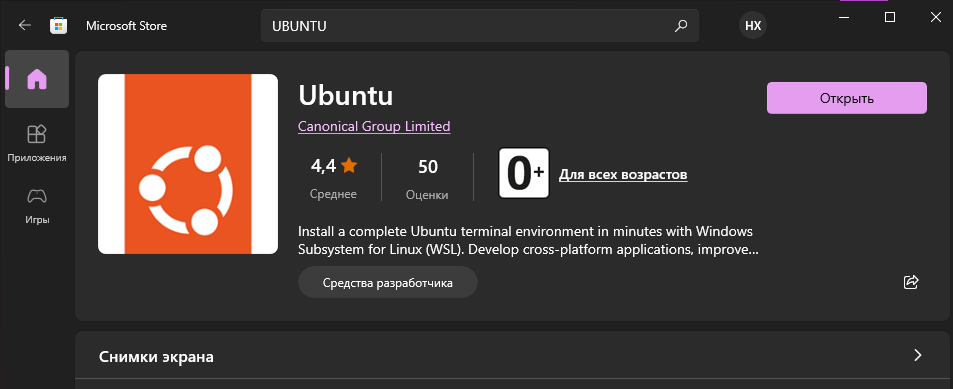 Microsoft Store
UBUNTU
HX
Ubuntu
Открыть
Canonical Group Limited
4,4
Среднее
50
Оценки
0+
Для всех возрастов
Приложения
Игры
Install a complete Ubuntu terminal environment in minutes with Windows
Subsystem for Linux (WSL). Develop cross-platform applications, improve...
Средства разработчика
Снимки экрана